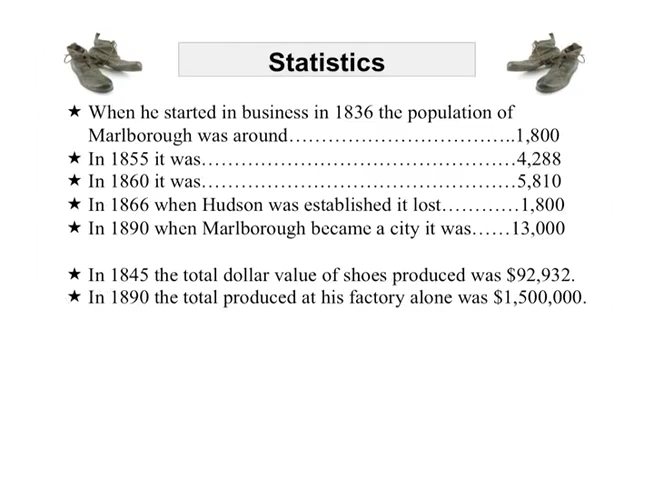 Statistics
★ When he started in business in 1836 the population of
Marlborough was around……………………………..1,800
★ In 1855 it was…………………………………………4,288
★ In 1860 it was…………………………………………5,810
★ In 1866 when Hudson was established it lost…………1,800
★ In 1890 when Marlborough became a city it was……13,000
★ In 1845 the total dollar value of shoes produced was $92,932.
★ In 1890 the total produced at his factory alone was $1,500,000.